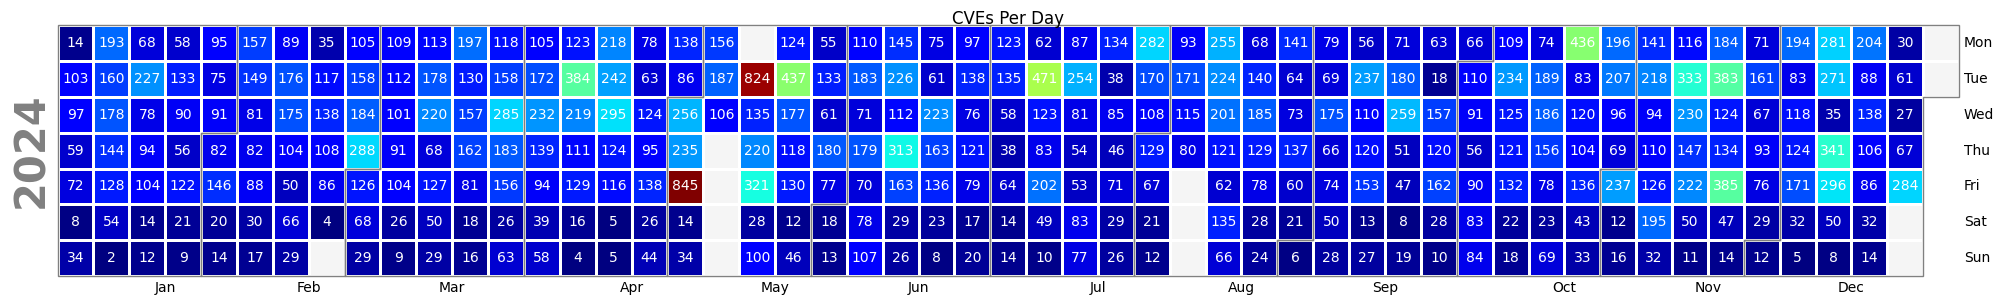 CVEs Per Day
14 193 68 58 95 157 89 35 105 109 113 197 118 105 123 218 78 138 156 124 55 110 145 75 97 123 62 87 134 282 93 255 68 141 79 56 71 63 66 109 74 436 196 141 116 184 71 194 281 204 30 Mon
103 160 227 133 75 149 176 117 158 112 178 130 158 172 384 242 63 86 187 824 437 133 183 226 61 138 135 471 254 38 170 171 224 140 64 69 237 180 18 110 234 189 83 207 218 333 383 161 83 271 88 61 Tue
97 178 78 90 91 81 175 138 184 101 220 157 285 232 219 295 124 256 106 135 177 61 71 112 223 76 58 123 81 85 108 115 201 185 73 175 110 259 157 91 125 186 120 96 94 230 124 67 118 35 138 27 Wed
59 144 94 56 82 82 104 108 288 91 68 162 183 139 111 124 95 235 220 118 180 179 313 163 121 38 83 54 46 129 80 121 129 137 66 120 51 120 56 121 156 104 69 110 147 134 93 124 341 106 67 Thu
72 128 104 122 146 88 50 86 126 104 127 81 156 94 129 116 138 845 321 130 77 70 163 136 79 64 202 53 71 67 62 78 60 74 153 47 162 90 132 78 136 237 126 222 385 76 171 296 86 284 Fri
8 54 14 21 20 30 66 4 68 26 50 18 26 39 16 5 26 14 28 12 18 78 29 23 17 14 49 83 29 21 135 28 21 50 13 8 28 83 22 23 43 12 195 50 47 29 32 50 32 Sat
34 2 12 9 14 17 29 29 9 29 16 63 58 4 5 44 34 100 46 13 107 26 8 20 14 10 77 26 12 66 24 6 28 27 19 10 84 18 69 33 16 32 11 14 12 5 8 14 Sun
2024
Jan Feb Mar Apr May Jun Jul Aug Sep Oct Nov Dec